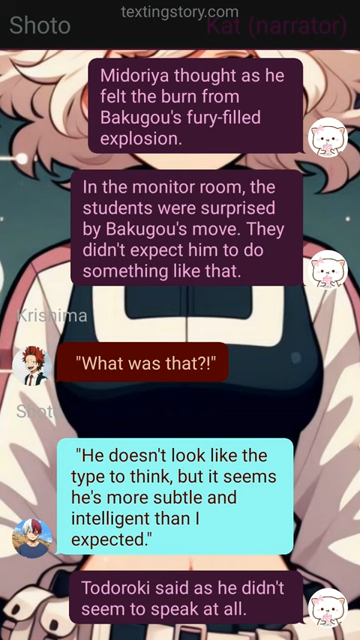 textingstory.com
Shoto
Kat (narrator)
Midoriya thought as he
felt the burn from
Bakugou's fury-filled
explosion.
In the monitor room, the
students were surprised
by Bakugou's move. They
didn't expect him to do
something like that.
Krishima
"What was that?!"
Shot
"He doesn't look like the
type to think, but it seems
he's more subtle and
intelligent than I
expected."
Todoroki said as he didn't
seem to speak at all.